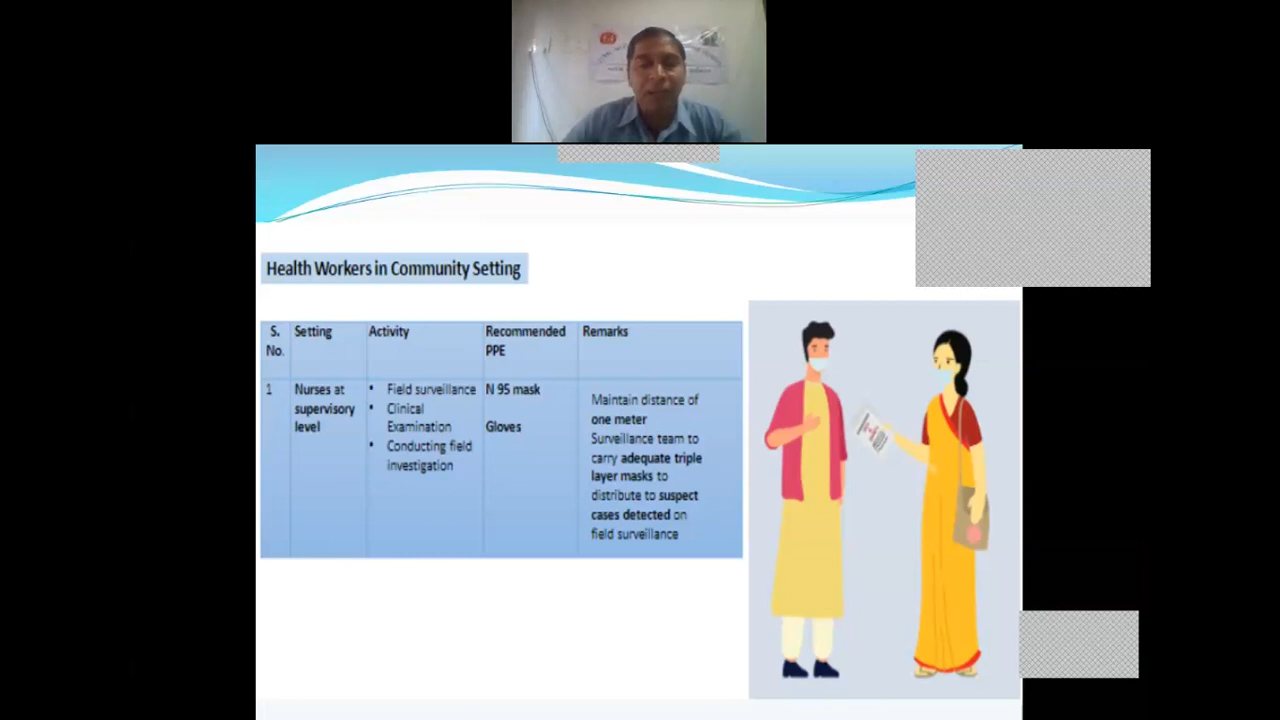 Health Workers in Community Setting
S. No.
Setting
Activity
Recommended
PPE
Remarks
1
Nurses at
supervisory
level
• Field surveillance
• Clinical
Examination
• Conducting field
investigation
N 95 mask
Gloves
Maintain distance of
one meter
Surveillance team to
carry adequate triple
layer masks to
distribute to suspect
cases detected on
field surveillance